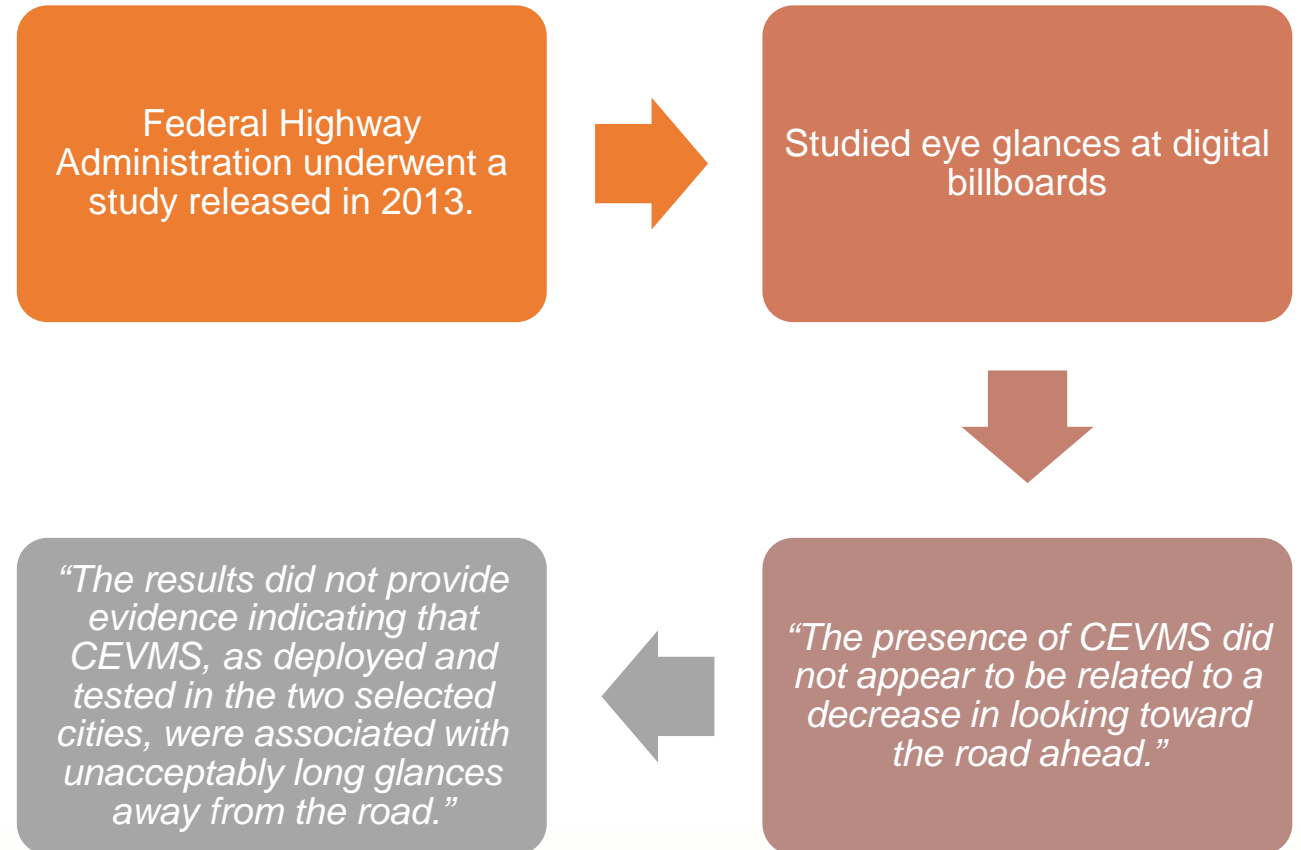 Federal Highway
Administration underwent a
study released in 2013.
Studied eye glances at digital
billboards
“The presence of CEVMS did
not appear to be related to a
decrease in looking toward
the road ahead.”
“The results did not provide
evidence indicating that
CEVMS, as deployed and
tested in the two selected
cities, were associated with
unacceptably long glances
away from the road.”